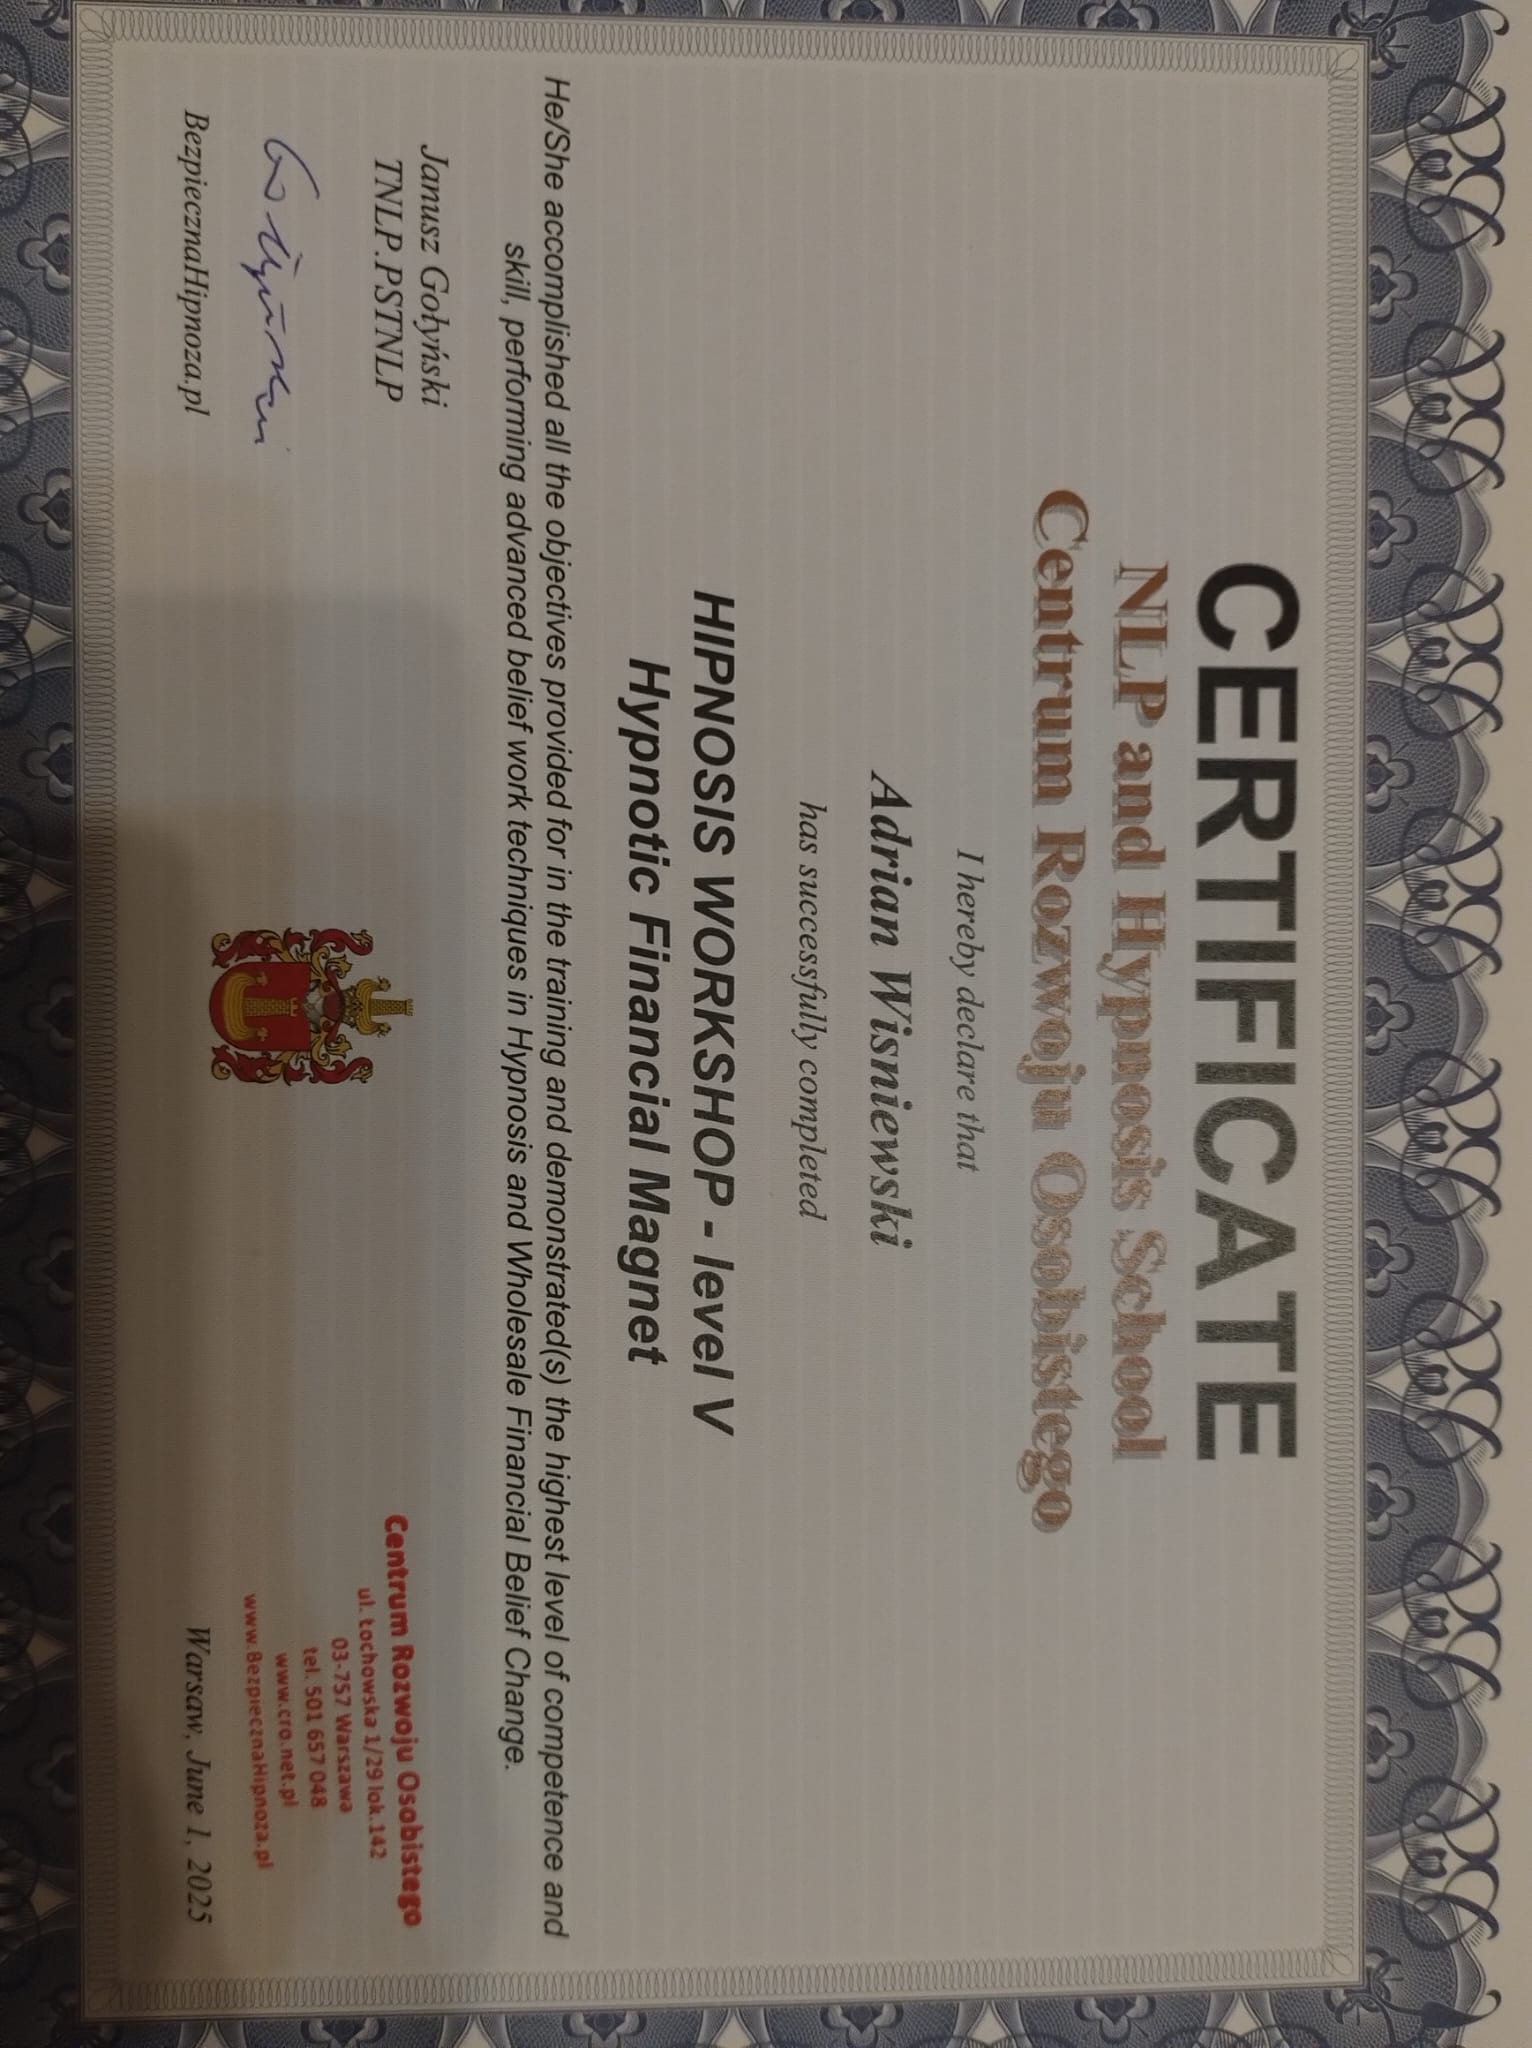 CERTIFICATE
NLP and Hypnosis School
Centrum Rozwoju Osobistego
I hereby declare that
Adrian Wisniewski
has successfully completed
HIPNOSIS WORKSHOP - level V
Hypnotic Financial Magnet
He/She accomplished all the objectives provided for in the training and demonstrated(s) the highest level of competence and
skill, performing advanced belief work techniques in Hypnosis and Wholesale Financial Belief Change.
Janusz Gołyński
TNLP.PSTNLP
BezpiecznaHipnoza.pl
Centrum Rozwoju Osobistego
ul. Łochowska 1/29 lok.142
03-757 Warszawa
tel. 501 657 048
www.cro.net.pl
www.BezpiecznaHipnoza.pl
Warsaw, June 1, 2025